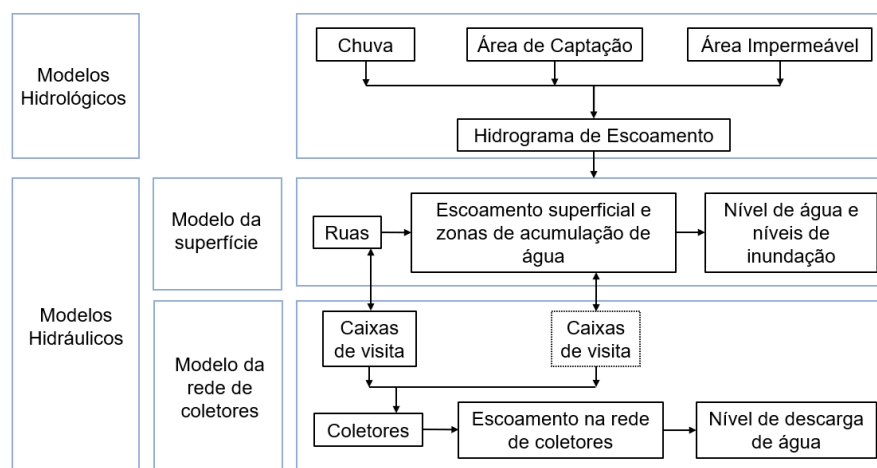 Modelos
Hidrológicos
Chuva
Área de Captação
Área Impermeável
Hidrograma de Escoamento
Modelos
Hidráulicos
Modelo da
superfície
Ruas
Escoamento superficial e
zonas de acumulação de
água
Nível de água e
níveis de
inundação
Modelo da
rede de
coletores
Caixas
de visita
Caixas
de visita
Coletores
Escoamento na rede
de coletores
Nível de descarga
de água